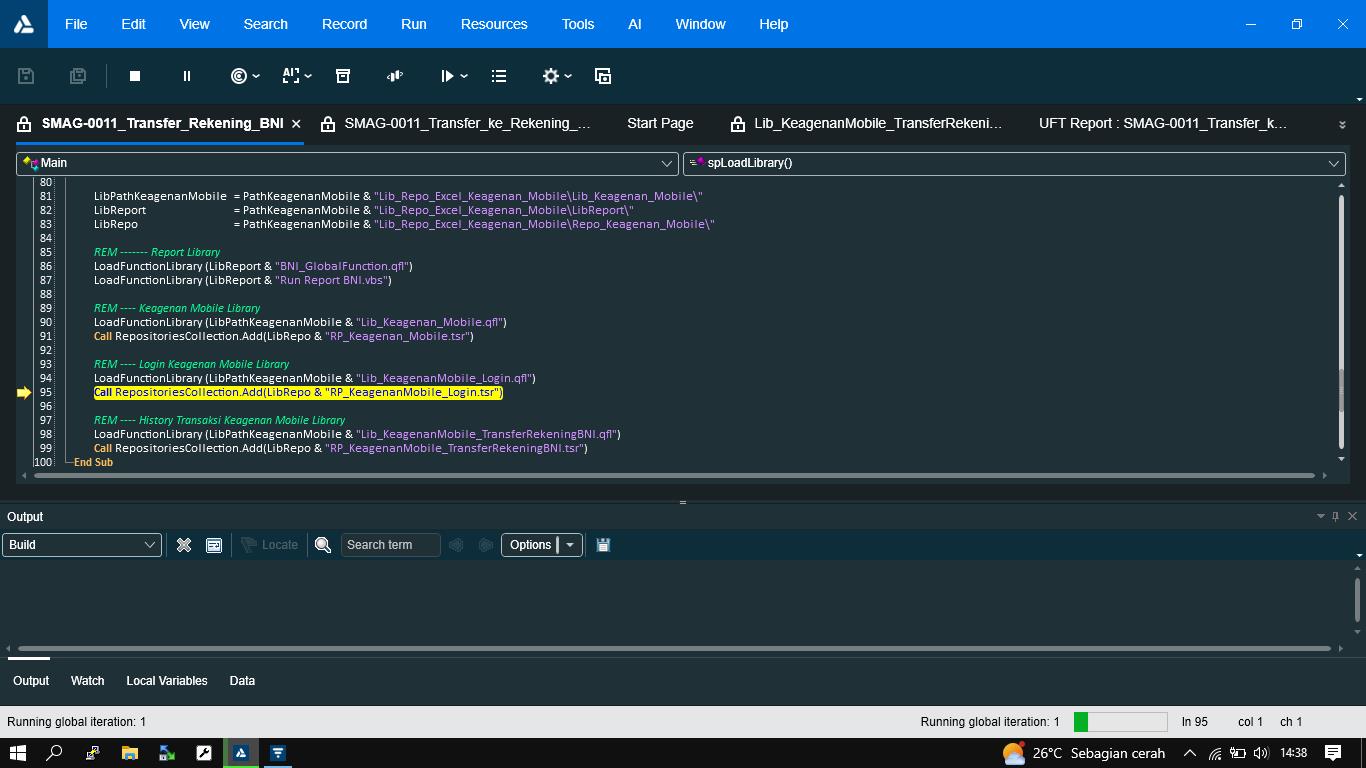 File Edit View Search Record Run Resources Tools AI Window Help
SMAG-0011_Transfer_Rekening_BNI SMAG-0011_Transfer_ke_Rekening_... Start Page Lib_KeagenanMobile_TransferRekeni... UFT Report : SMAG-0011_Transfer_k...
Main spLoadLibrary()
80
81 LibPathKeagenanMobile = PathKeagenanMobile & "Lib_Repo_Excel_Keagenan_Mobile\Lib_Keagenan_Mobile\"
82 LibReport = PathKeagenanMobile & "Lib_Repo_Excel_Keagenan_Mobile\LibReport\"
83 LibRepo = PathKeagenanMobile & "Lib_Repo_Excel_Keagenan_Mobile\Repo_Keagenan_Mobile\"
84
85 REM ------- Report Library
86 LoadFunctionLibrary (LibReport & "BNI_GlobalFunction.qfl")
87 LoadFunctionLibrary (LibReport & "Run Report BNI.vbs")
88
89 REM ---- Keagenan Mobile Library
90 LoadFunctionLibrary (LibPathKeagenanMobile & "Lib_Keagenan_Mobile.qfl")
91 Call RepositoriesCollection.Add(LibRepo & "RP_Keagenan_Mobile.tsr")
92
93 REM ---- Login Keagenan Mobile Library
94 LoadFunctionLibrary (LibPathKeagenanMobile & "Lib_KeagenanMobile_Login.qfl")
95 Call RepositoriesCollection.Add(LibRepo & "RP_KeagenanMobile_Login.tsr")
96
97 REM ---- History Transaksi Keagenan Mobile Library
98 LoadFunctionLibrary (LibPathKeagenanMobile & "Lib_KeagenanMobile_TransferRekeningBNI.qfl")
99 Call RepositoriesCollection.Add(LibRepo & "RP_KeagenanMobile_TransferRekeningBNI.tsr")
100 End Sub
Output
Build Locate Search term Options
Output Watch Local Variables Data
Running global iteration: 1 Running global iteration: 1 ln 95 col 1 ch 1
26°C Sebagian cerah 14:38